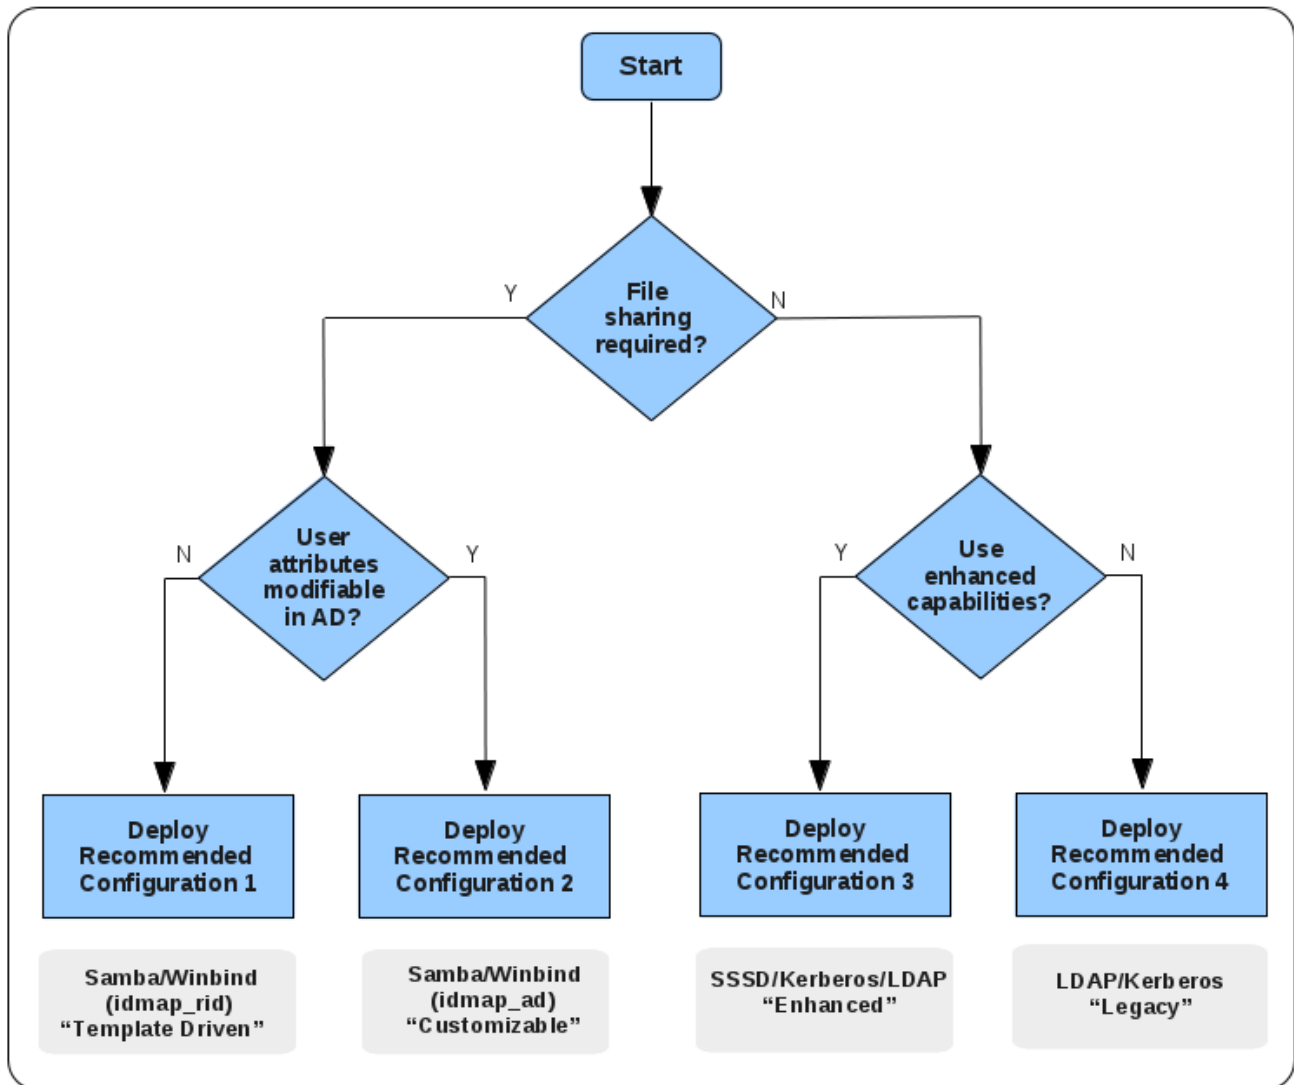 Start
File
sharing
required?
Y
N
User
attributes
modifiable
in AD?
N
Y
Use
enhanced
capabilities?
Y
N
Deploy
Recommended
Configuration 1
Deploy
Recommended
Configuration 2
Deploy
Recommended
Configuration 3
Deploy
Recommended
Configuration 4
Samba/Winbind
(idmap_rid)
“Template Driven”
Samba/Winbind
(idmap_ad)
“Customizable”
SSSD/Kerberos/LDAP
“Enhanced”
LDAP/Kerberos
“Legacy”